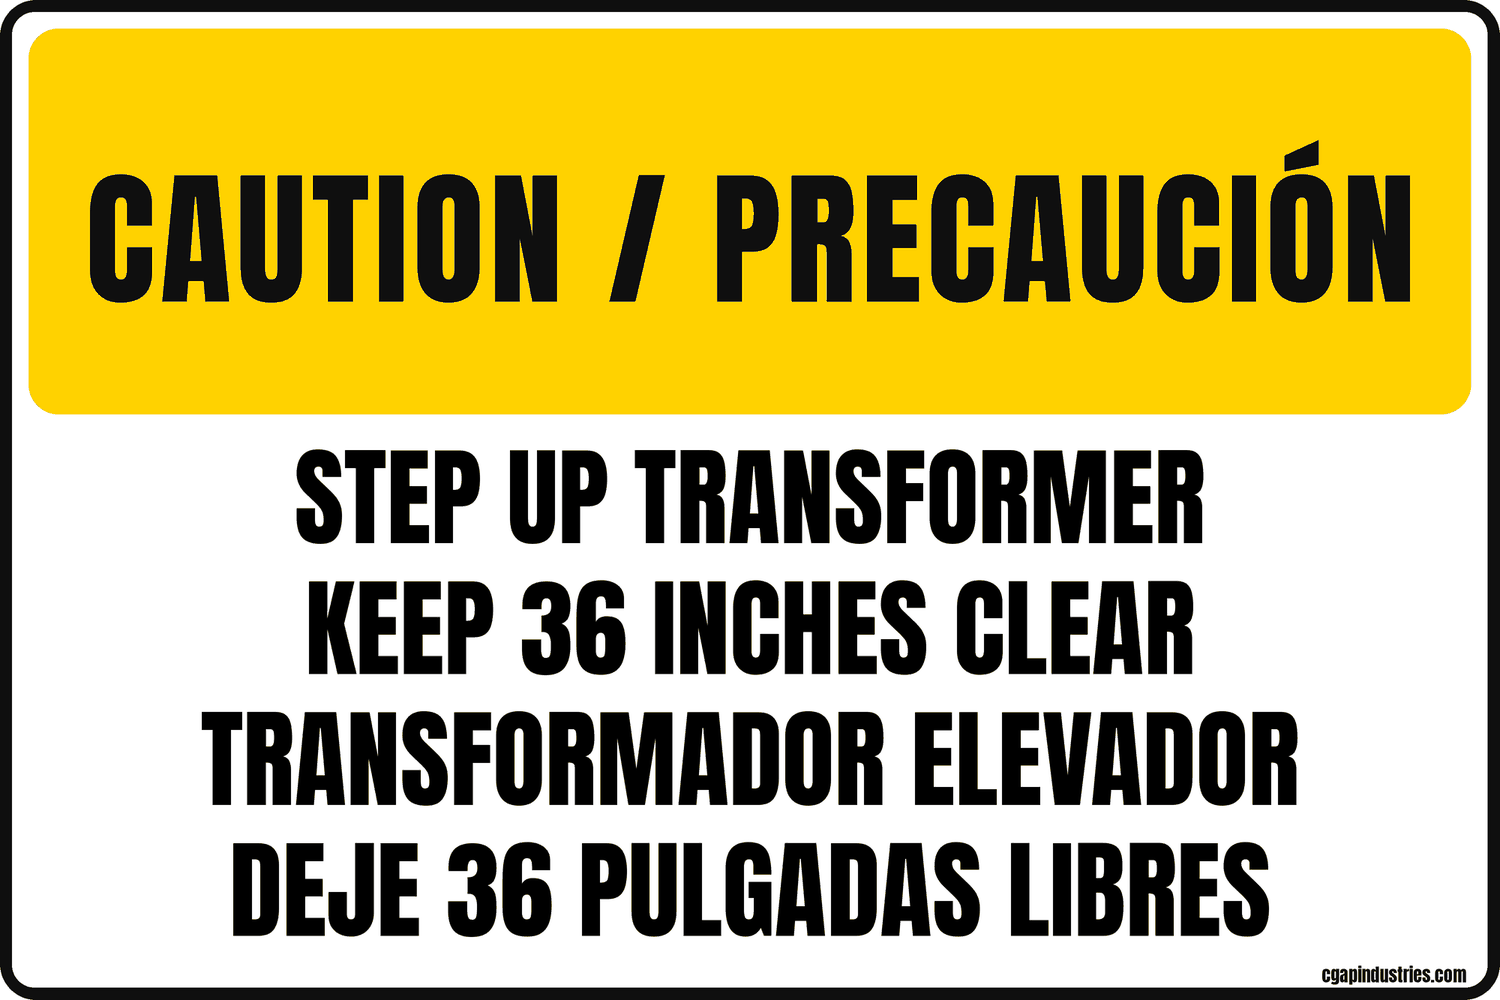 CAUTION / PRECAUCIÓN
STEP UP TRANSFORMER
KEEP 36 INCHES CLEAR
TRANSFORMADOR ELEVADOR
DEJE 36 PULGADAS LIBRES
cgapindustries.com